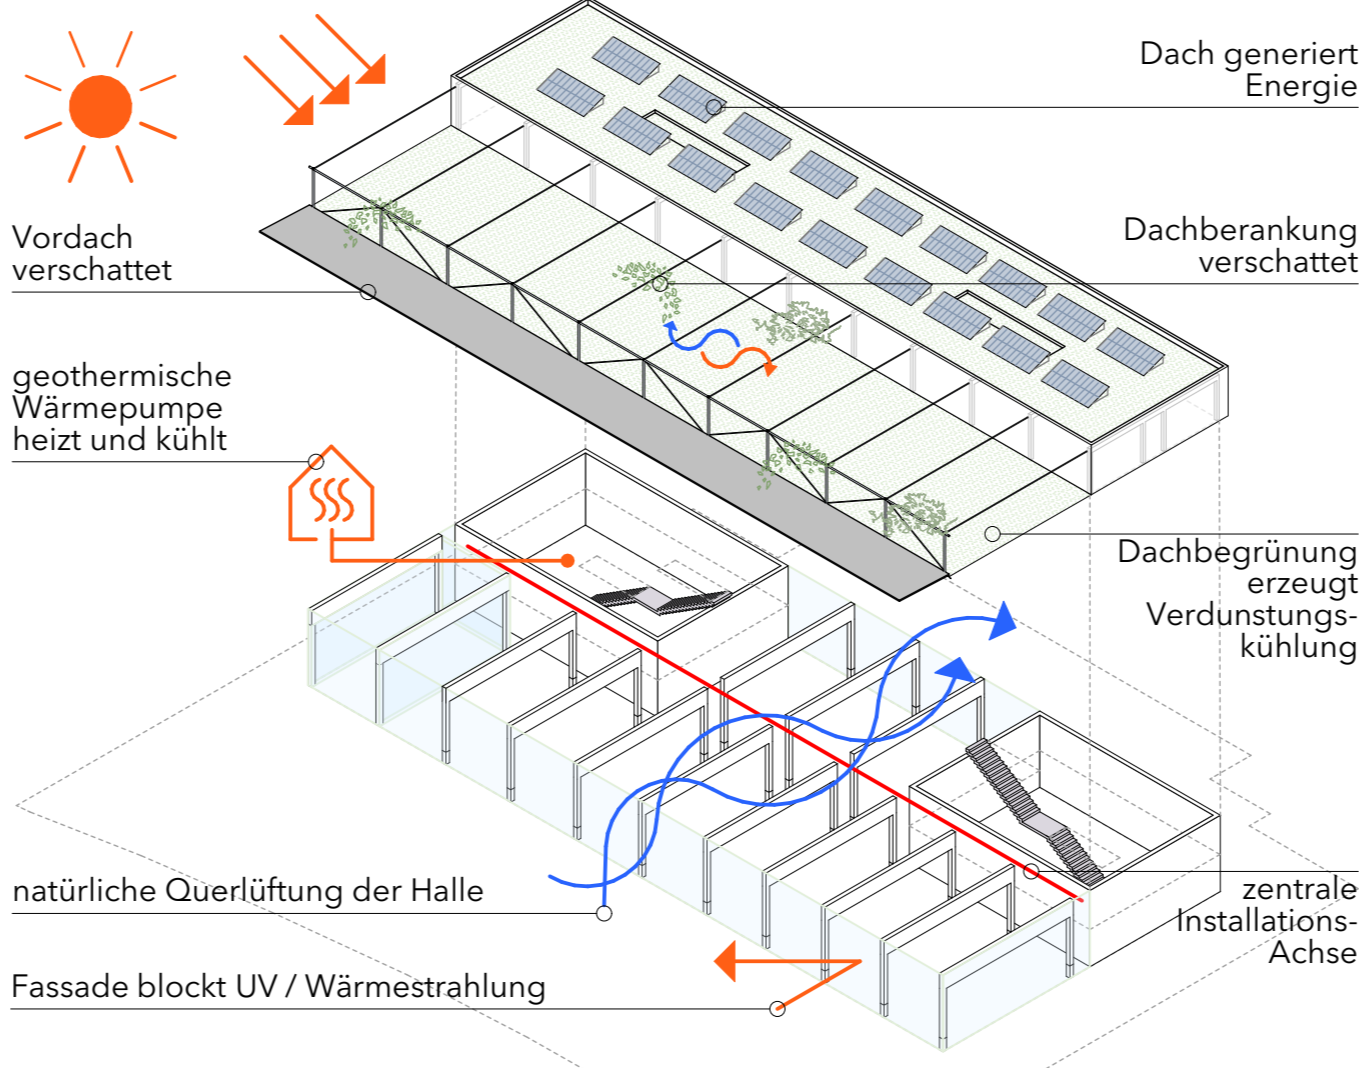 Dach generiert
Energie
Vordach
verschattet
Dachberankung
verschattet
geothermische
Wärmepumpe
heizt und kühlt
Dachbegrünung
erzeugt
Verdunstungs-
kühlung
natürliche Querlüftung der Halle
zentrale
Installations-
Achse
Fassade blockt UV / Wärmestrahlung